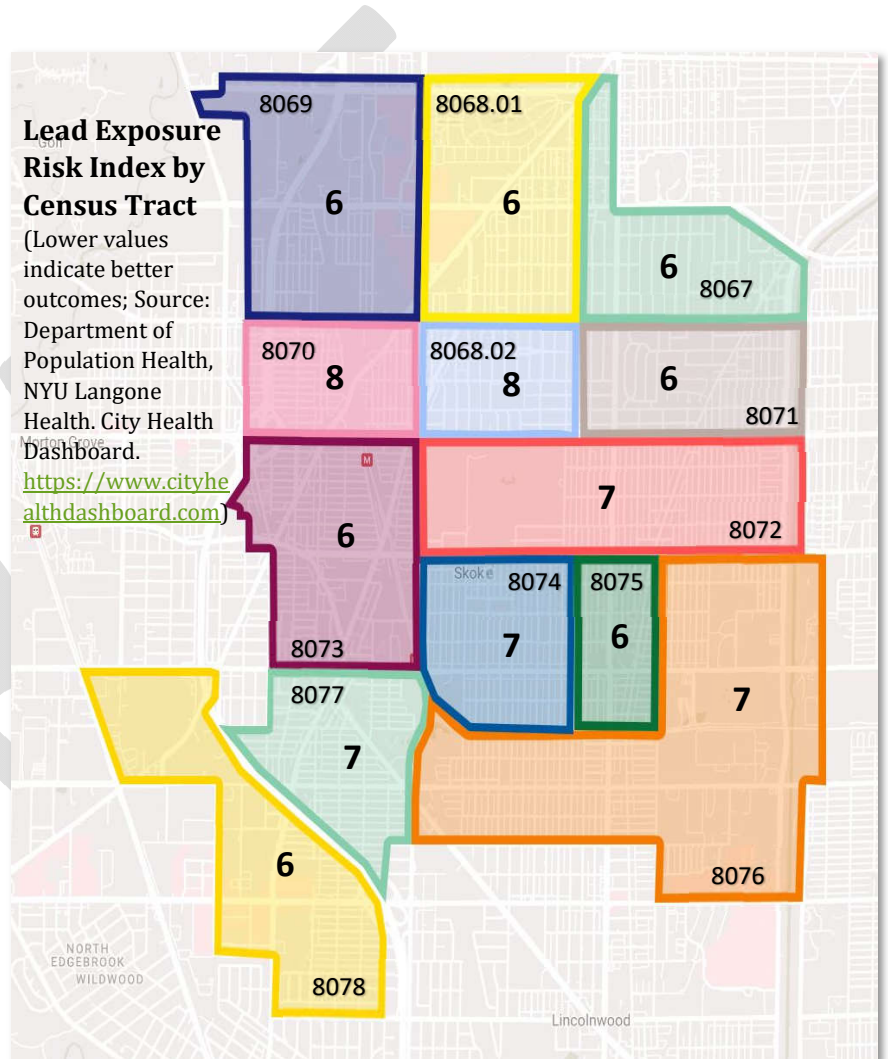 Lead Exposure
Risk Index by
Census Tract
(Lower values
indicate better
outcomes; Source:
Department of
Population Health,
NYU Langone
Health. City Health
Dashboard.
https://www.cityhe
althdashboard.com)
Golf
8069
6
8068.01
6
6
8067
8070
8
8068.02
8
6
8071
Morton Grove
M
6
8073
7
8072
Skokie
8074
7
8075
6
7
8076
8077
7
6
8078
NORTH
EDGEBROOK
WILDWOOD
Lincolnwood